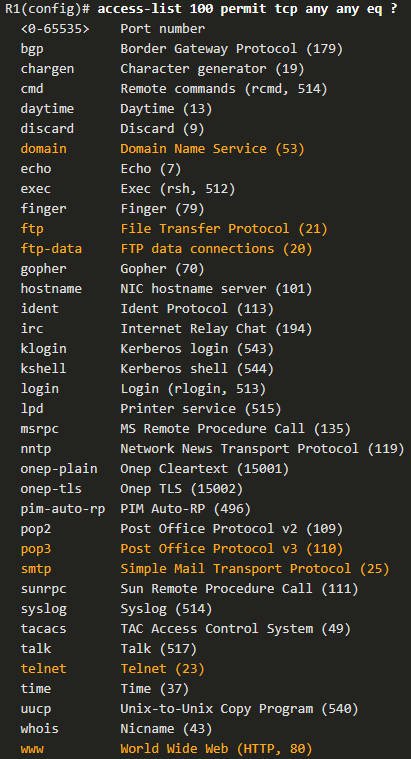 R1(config)# access-list 100 permit tcp any any eq ?
<0-65535> Port number
bgp Border Gateway Protocol (179)
chargen Character generator (19)
cmd Remote commands (rcmd, 514)
daytime Daytime (13)
discard Discard (9)
domain Domain Name Service (53)
echo Echo (7)
exec Exec (rsh, 512)
finger Finger (79)
ftp File Transfer Protocol (21)
ftp-data FTP data connections (20)
gopher Gopher (70)
hostname NIC hostname server (101)
ident Ident Protocol (113)
irc Internet Relay Chat (194)
klogin Kerberos login (543)
kshell Kerberos shell (544)
login Login (rlogin, 513)
lpd Printer service (515)
msrpc MS Remote Procedure Call (135)
nntp Network News Transport Protocol (119)
onep-plain Onep Cleartext (15001)
onep-tls Onep TLS (15002)
pim-auto-rp PIM Auto-RP (496)
pop2 Post Office Protocol v2 (109)
pop3 Post Office Protocol v3 (110)
smtp Simple Mail Transport Protocol (25)
sunrpc Sun Remote Procedure Call (111)
syslog Syslog (514)
tacacs TAC Access Control System (49)
talk Talk (517)
telnet Telnet (23)
time Time (37)
uucp Unix-to-Unix Copy Program (540)
whois Nicname (43)
www World Wide Web (HTTP, 80)